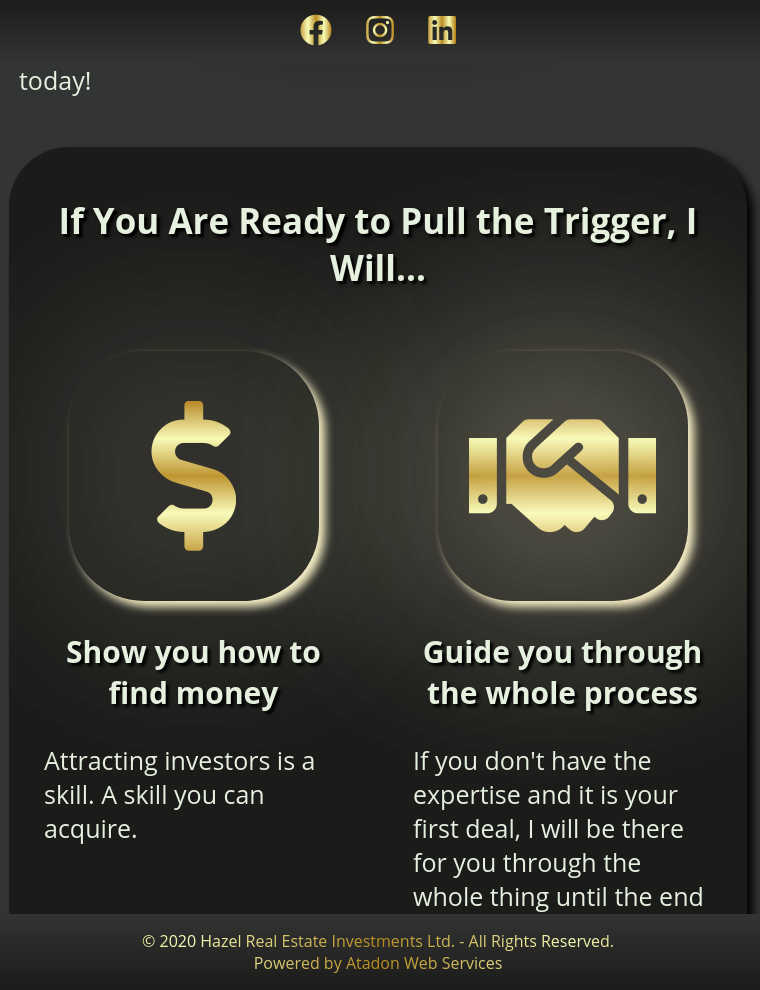 today!
If You Are Ready to Pull the Trigger, I
Will...
Show you how to
find money
Guide you through
the whole process
Attracting investors is a
skill. A skill you can
acquire.
If you don't have the
expertise and it is your
first deal, I will be there
for you through the
whole thing until the end
© 2020 Hazel Real Estate Investments Ltd. - All Rights Reserved.
Powered by Atadon Web Services